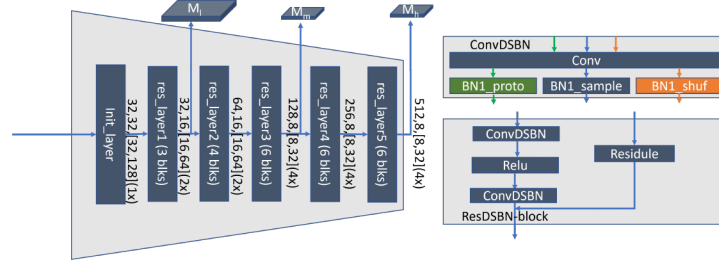 M_l
M_m
M_h
Init_layer
32,32,[32,128](1x)
res_layer1 (3 blks)
32,16,[16,64](2x)
res_layer2 (4 blks)
64,16,[16,64](2x)
res_layer3 (6 blks)
128,8,[8,32](4x)
res_layer4 (6 blks)
256,8,[8,32](4x)
res_layer5 (6 blks)
512,8,[8,32](4x)
ConvDSBN
Conv
BN1_proto
BN1_sample
BN1_shuf
ConvDSBN
Relu
Residule
ConvDSBN
ResDSBN-block